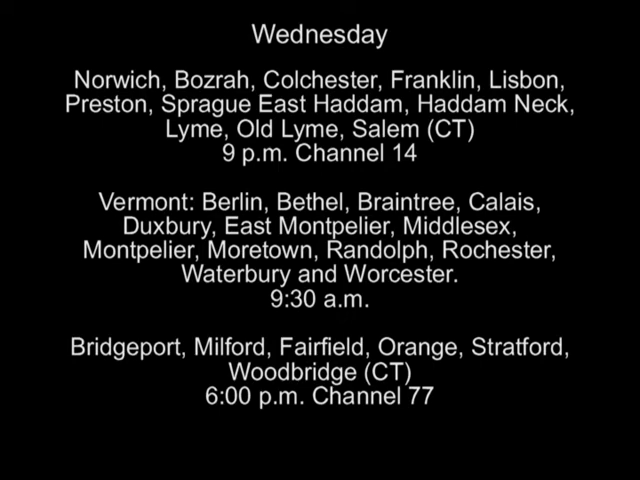 Wednesday
Norwich, Bozrah, Colchester, Franklin, Lisbon,
Preston, Sprague East Haddam, Haddam Neck,
Lyme, Old Lyme, Salem (CT)
9 p.m. Channel 14
Vermont: Berlin, Bethel, Braintree, Calais,
Duxbury, East Montpelier, Middlesex,
Montpelier, Moretown, Randolph, Rochester,
Waterbury and Worcester.
9:30 a.m.
Bridgeport, Milford, Fairfield, Orange, Stratford,
Woodbridge (CT)
6:00 p.m. Channel 77